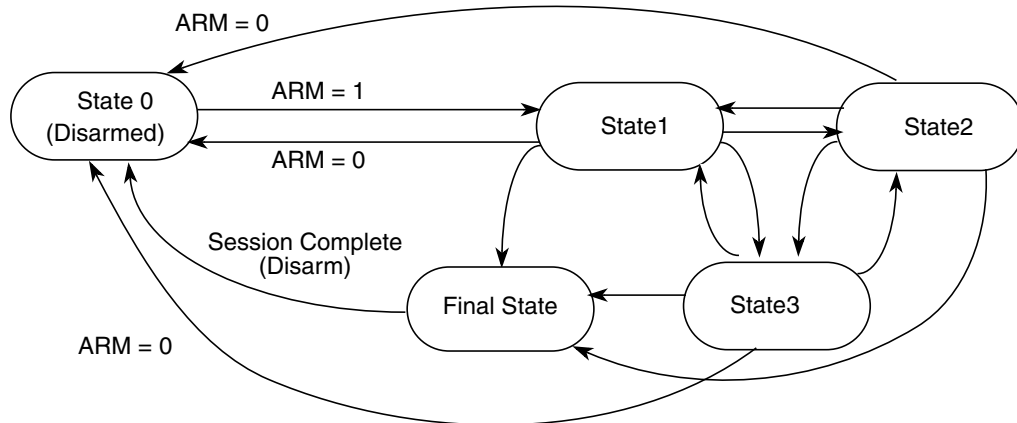 ARM = 0
State 0
(Disarmed)
ARM = 1
ARM = 0
State1
State2
Session Complete
(Disarm)
Final State
State3
ARM = 0